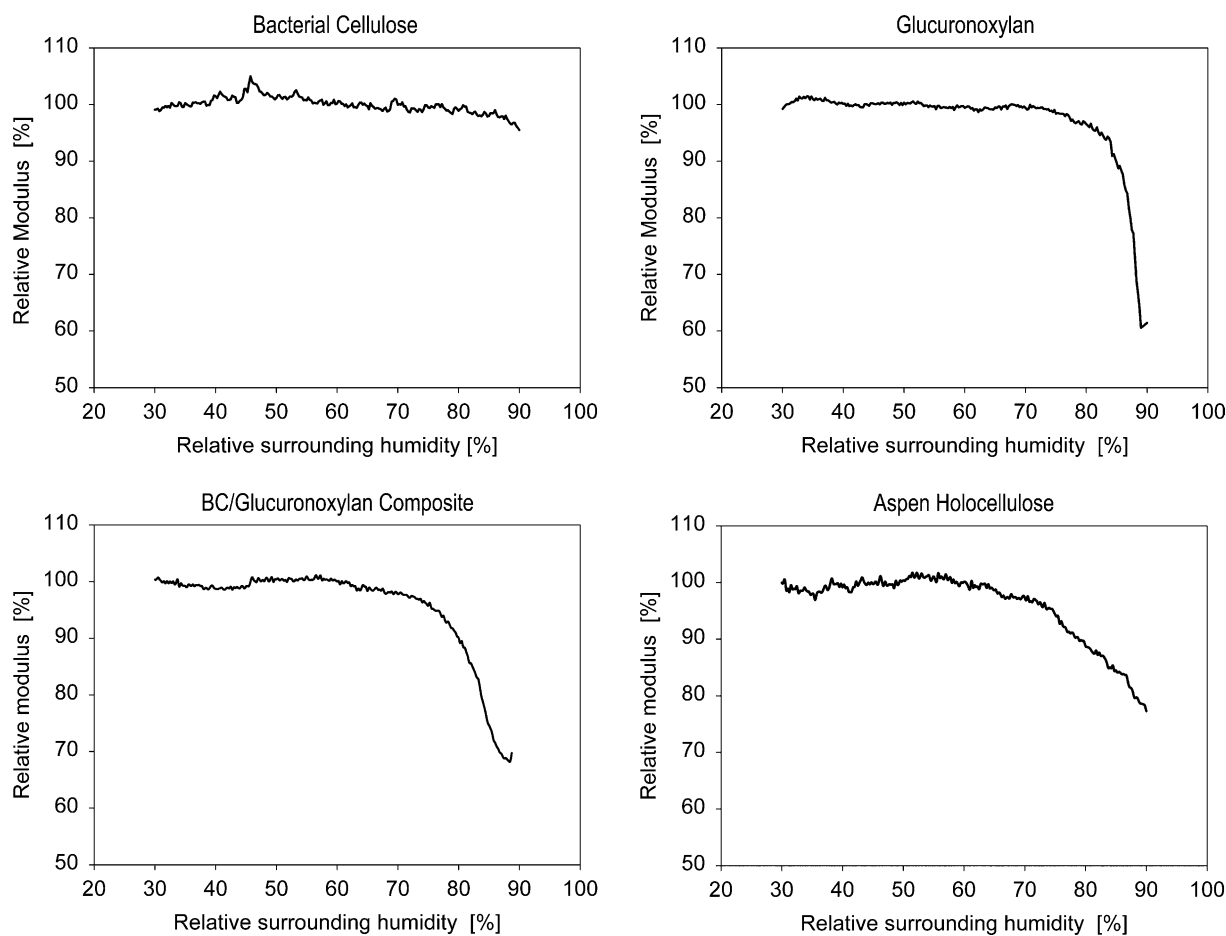 Bacterial Cellulose
110
100
90
80
70
60
50
20 30 40 50 60 70 80 90 100
Relative Modulus [%]
Relative surrounding humidity [%]
Glucuronoxylan
110
100
90
80
70
60
50
20 30 40 50 60 70 80 90 100
Relative Modulus [%]
Relative surrounding humidity [%]
BC/Glucuronoxylan Composite
110
100
90
80
70
60
50
20 30 40 50 60 70 80 90 100
Relative modulus [%]
Relative surrounding humidity [%]
Aspen Holocellulose
110
100
90
80
70
60
50
20 30 40 50 60 70 80 90 100
Relative modulus [%]
Relative surrounding humidity [%]